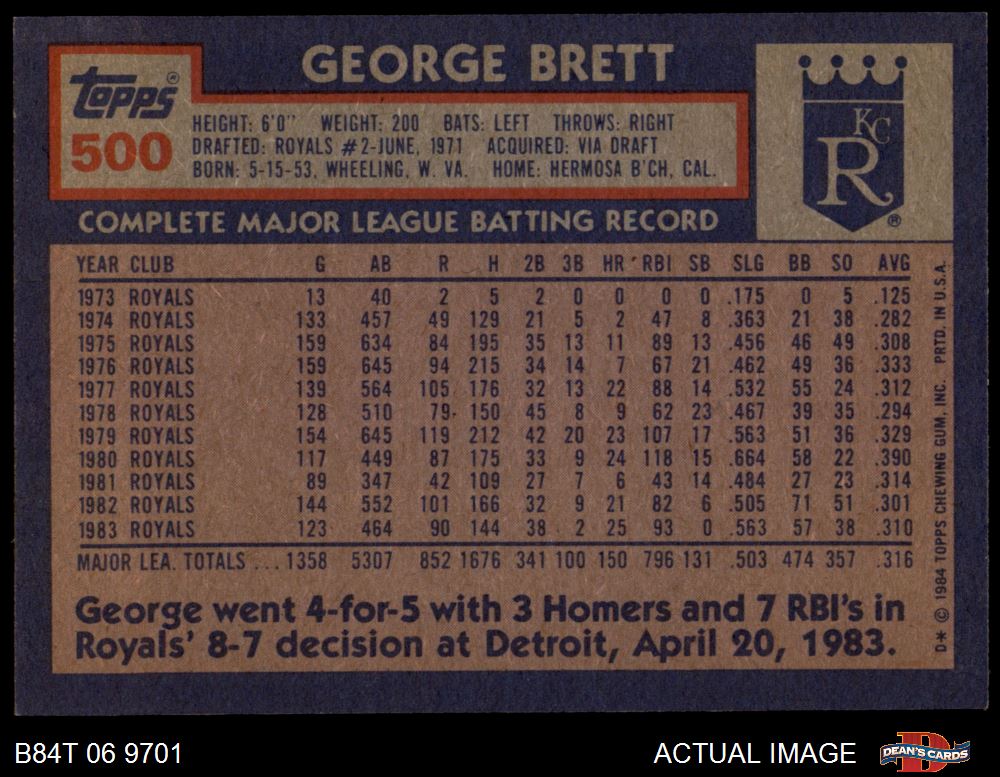 GEORGE BRETT
Topps®
500
HEIGHT: 6'0" WEIGHT: 200 BATS: LEFT THROWS: RIGHT
DRAFTED: ROYALS #2-JUNE, 1971 ACQUIRED: VIA DRAFT
BORN: 5-15-53, WHEELING, W. VA. HOME: HERMOSA B'CH, CAL.
KC
R
®
COMPLETE MAJOR LEAGUE BATTING RECORD
YEAR CLUB G AB R H 2B 3B HR RBI SB SLG BB SO AVG
1973 ROYALS 13 40 2 5 2 0 0 0 0 .175 0 5 .125
1974 ROYALS 133 457 49 129 21 5 2 47 8 .363 21 38 .282
1975 ROYALS 159 634 84 195 35 13 11 89 13 .456 46 49 .308
1976 ROYALS 159 645 94 215 34 14 7 67 21 .462 49 36 .333
1977 ROYALS 139 564 105 176 32 13 22 88 14 .532 55 24 .312
1978 ROYALS 128 510 79 150 45 8 9 62 23 .467 39 35 .294
1979 ROYALS 154 645 119 212 42 20 23 107 17 .563 51 36 .329
1980 ROYALS 117 449 87 175 33 9 24 118 15 .664 58 22 .390
1981 ROYALS 89 347 42 109 27 7 6 43 14 .484 27 23 .314
1982 ROYALS 144 552 101 166 32 9 21 82 6 .505 71 51 .301
1983 ROYALS 123 464 90 144 38 2 25 93 0 .563 57 38 .310
MAJOR LEA. TOTALS ... 1358 5307 852 1676 341 100 150 796 131 .503 474 357 .316
George went 4-for-5 with 3 Homers and 7 RBI's in
Royals' 8-7 decision at Detroit, April 20, 1983.
D* © 1984 TOPPS CHEWING GUM, INC. PRTD. IN U.S.A.
B84T 06 9701
ACTUAL IMAGE
D
DEAN'S CARDS